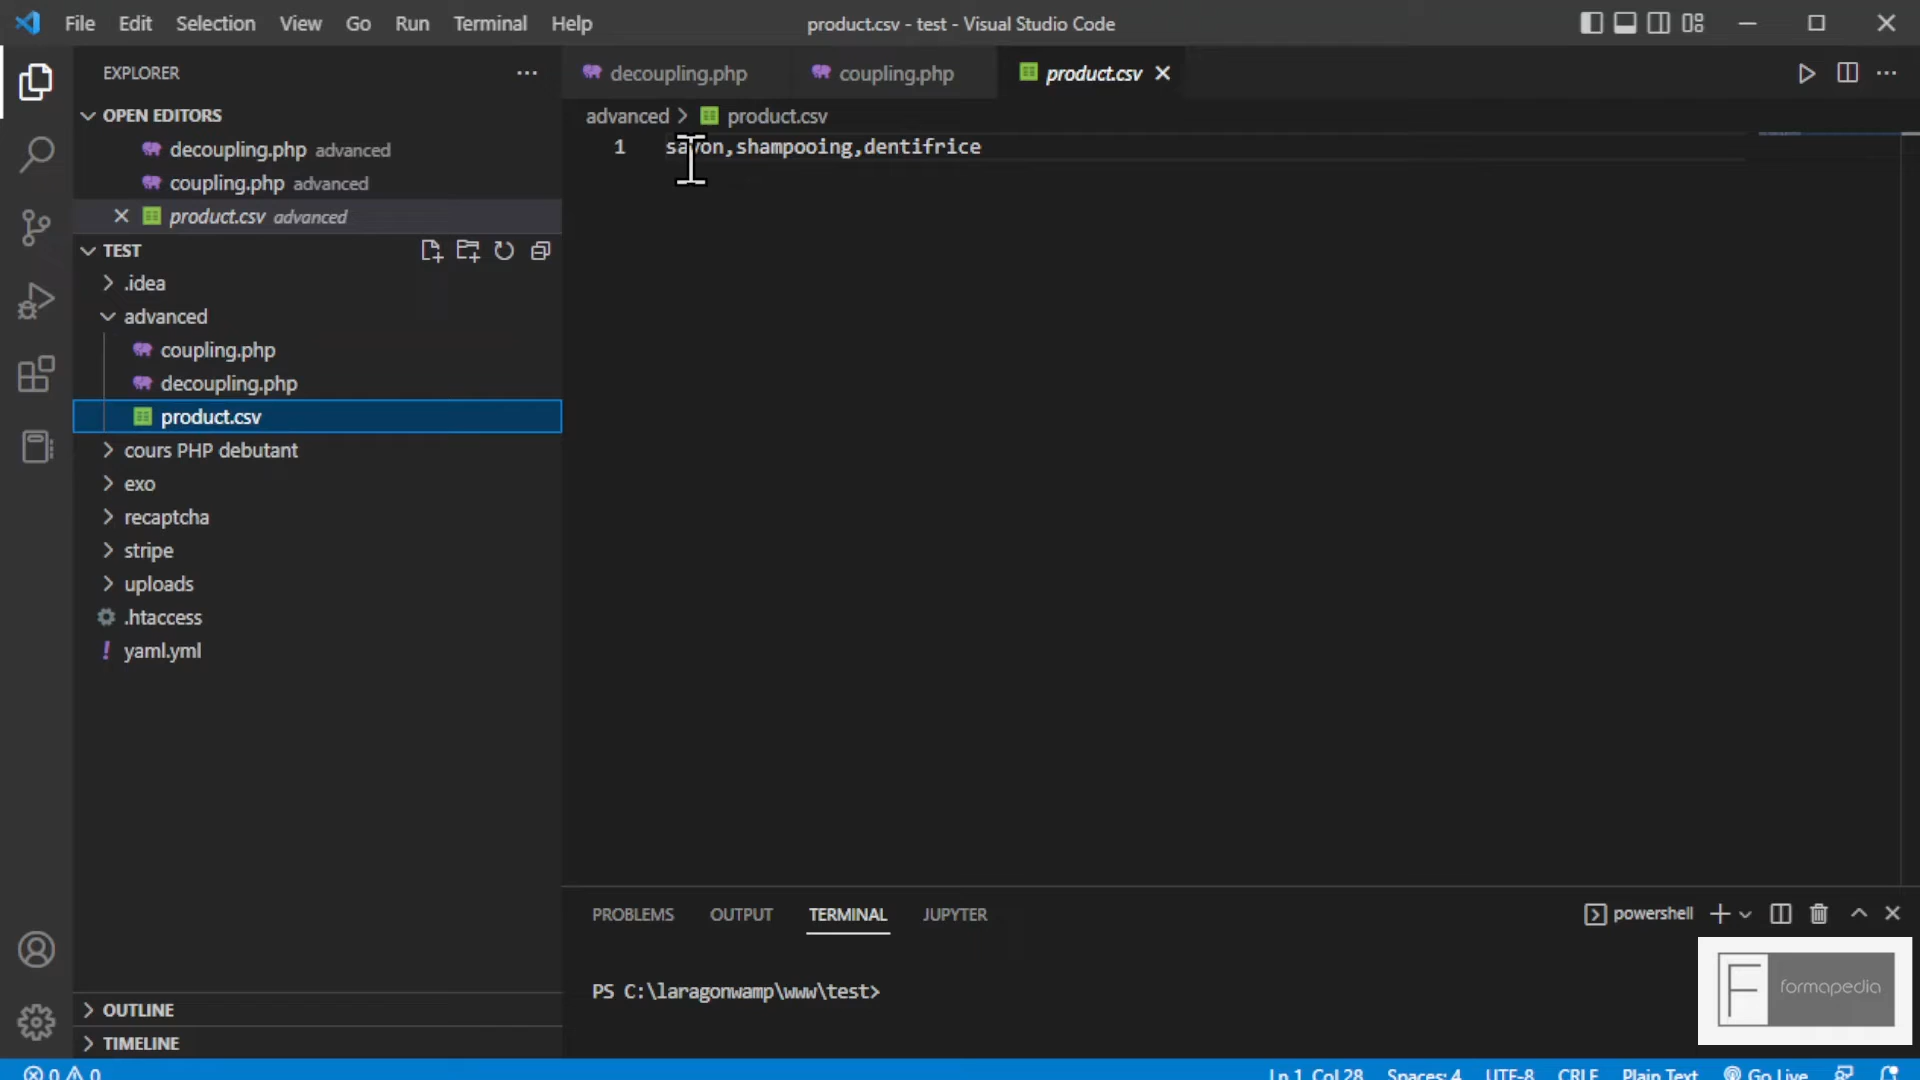 File Edit Selection View Go Run Terminal Help product.csv - test - Visual Studio Code
EXPLORER
OPEN EDITORS
decoupling.php advanced
coupling.php advanced
product.csv advanced
TEST
.idea
advanced
coupling.php
decoupling.php
product.csv
cours PHP debutant
exo
recaptcha
stripe
uploads
.htaccess
yaml.yml
OUTLINE
TIMELINE
decoupling.php coupling.php product.csv
advanced > product.csv
1 savon,shampooing,dentifrice
PROBLEMS OUTPUT TERMINAL JUPYTER powershell
PS C:\laragonwamp\www\test>
formapedia
0 0 Ln 1, Col 28 Spaces: 4 UTF-8 CRLF Plain Text Go Live